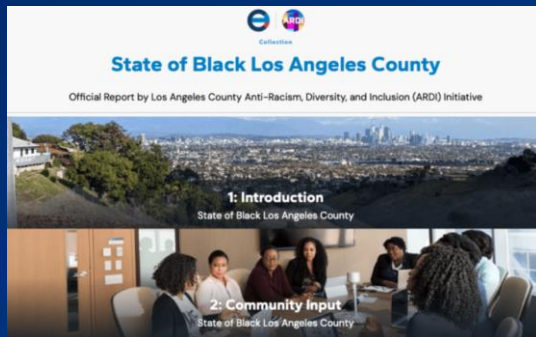 ARDI
Collection
State of Black Los Angeles County
Official Report by Los Angeles County Anti-Racism, Diversity, and Inclusion (ARDI) Initiative
1: Introduction
State of Black Los Angeles County
2: Community Input
State of Black Los Angeles County